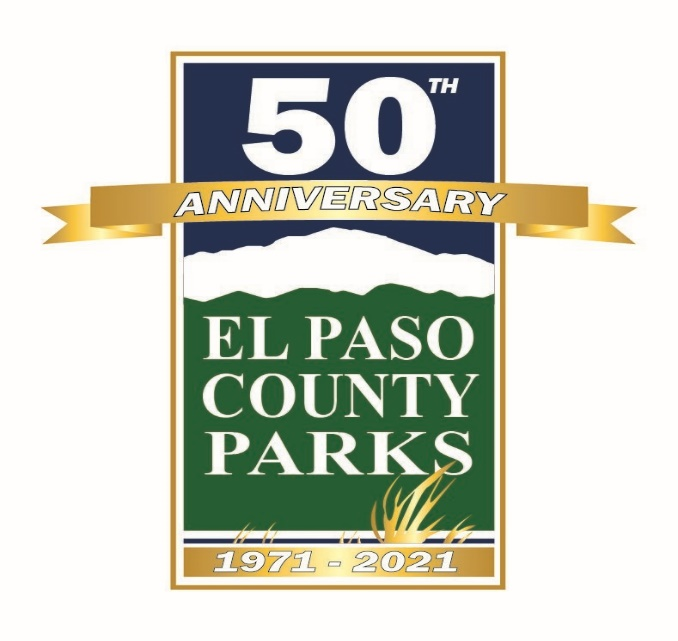 50TH
ANNIVERSARY
EL PASO
COUNTY
PARKS
1971 - 2021